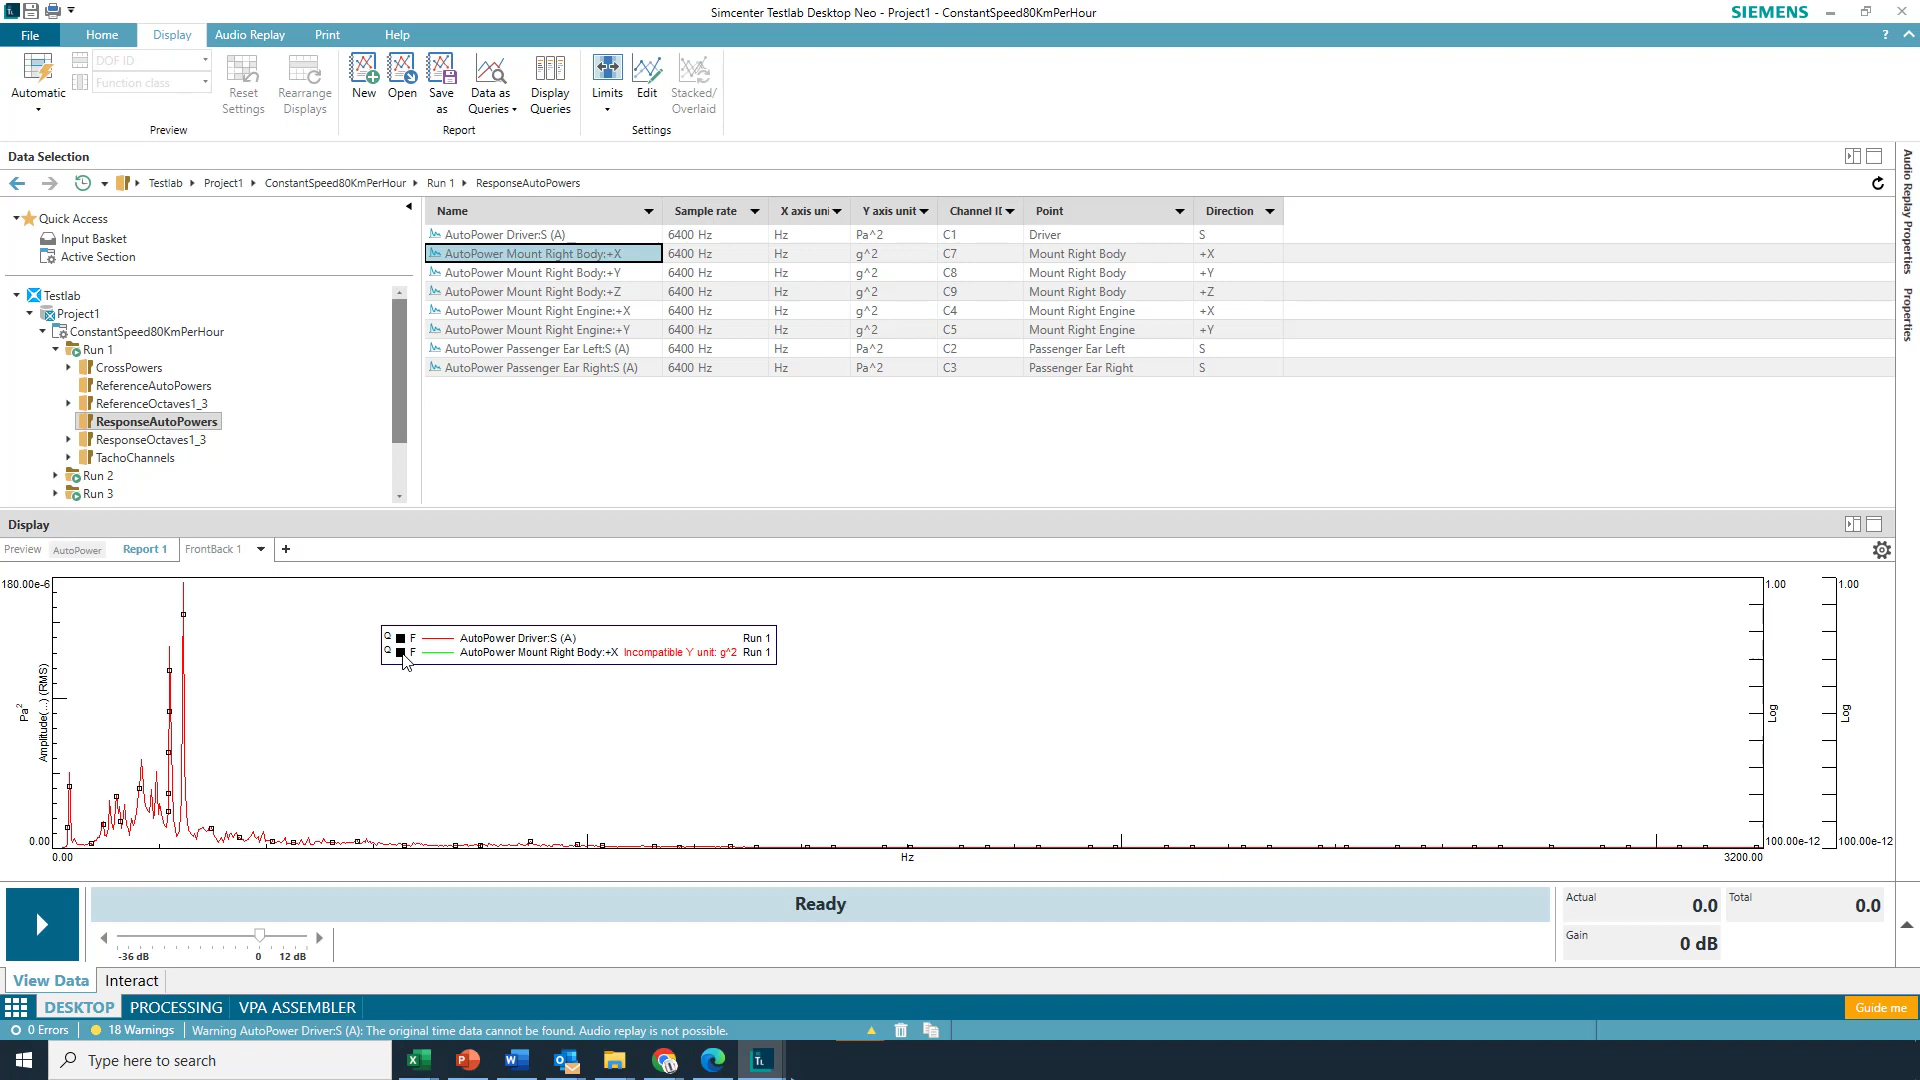 Simcenter Testlab Desktop Neo - Project1 - ConstantSpeed80KmPerHour
SIEMENS
File
Home
Display
Audio Replay
Print
Help
?
Automatic
DOF ID
Function class
Reset Settings
Rearrange Displays
Preview
New
Open
Save as
Data as Queries
Display Queries
Report
Limits
Edit
Stacked/ Overlaid
Settings
Data Selection
Testlab
Project1
ConstantSpeed80KmPerHour
Run 1
ResponseAutoPowers
Quick Access
Input Basket
Active Section
Testlab
Project1
ConstantSpeed80KmPerHour
Run 1
CrossPowers
ReferenceAutoPowers
ReferenceOctaves1_3
ResponseAutoPowers
ResponseOctaves1_3
TachoChannels
Run 2
Run 3
Name Sample rate X axis uni Y axis unit Channel II Point Direction
AutoPower Driver:S (A) 6400 Hz Hz Pa^2 C1 Driver S
AutoPower Mount Right Body:+X 6400 Hz Hz g^2 C7 Mount Right Body +X
AutoPower Mount Right Body:+Y 6400 Hz Hz g^2 C8 Mount Right Body +Y
AutoPower Mount Right Body:+Z 6400 Hz Hz g^2 C9 Mount Right Body +Z
AutoPower Mount Right Engine:+X 6400 Hz Hz g^2 C4 Mount Right Engine +X
AutoPower Mount Right Engine:+Y 6400 Hz Hz g^2 C5 Mount Right Engine +Y
AutoPower Passenger Ear Left:S (A) 6400 Hz Hz Pa^2 C2 Passenger Ear Left S
AutoPower Passenger Ear Right:S (A) 6400 Hz Hz Pa^2 C3 Passenger Ear Right S
Audio Replay Properties
Properties
Display
Preview AutoPower Report 1 FrontBack 1 +
180.00e-6
Pa2
Amplitude(...) (RMS)
0.00
0.00
Hz
3200.00
Q F AutoPower Driver:S (A) Run 1
Q F AutoPower Mount Right Body:+X Incompatible Y unit: g^2 Run 1
1.00
Log
100.00e-12
1.00
Log
100.00e-12
Ready
-36 dB 0 12 dB
Actual 0.0
Total 0.0
Gain 0 dB
View Data
Interact
DESKTOP
PROCESSING
VPA ASSEMBLER
Guide me
0 Errors
18 Warnings
Warning AutoPower Driver:S (A): The original time data cannot be found. Audio replay is not possible.
Type here to search